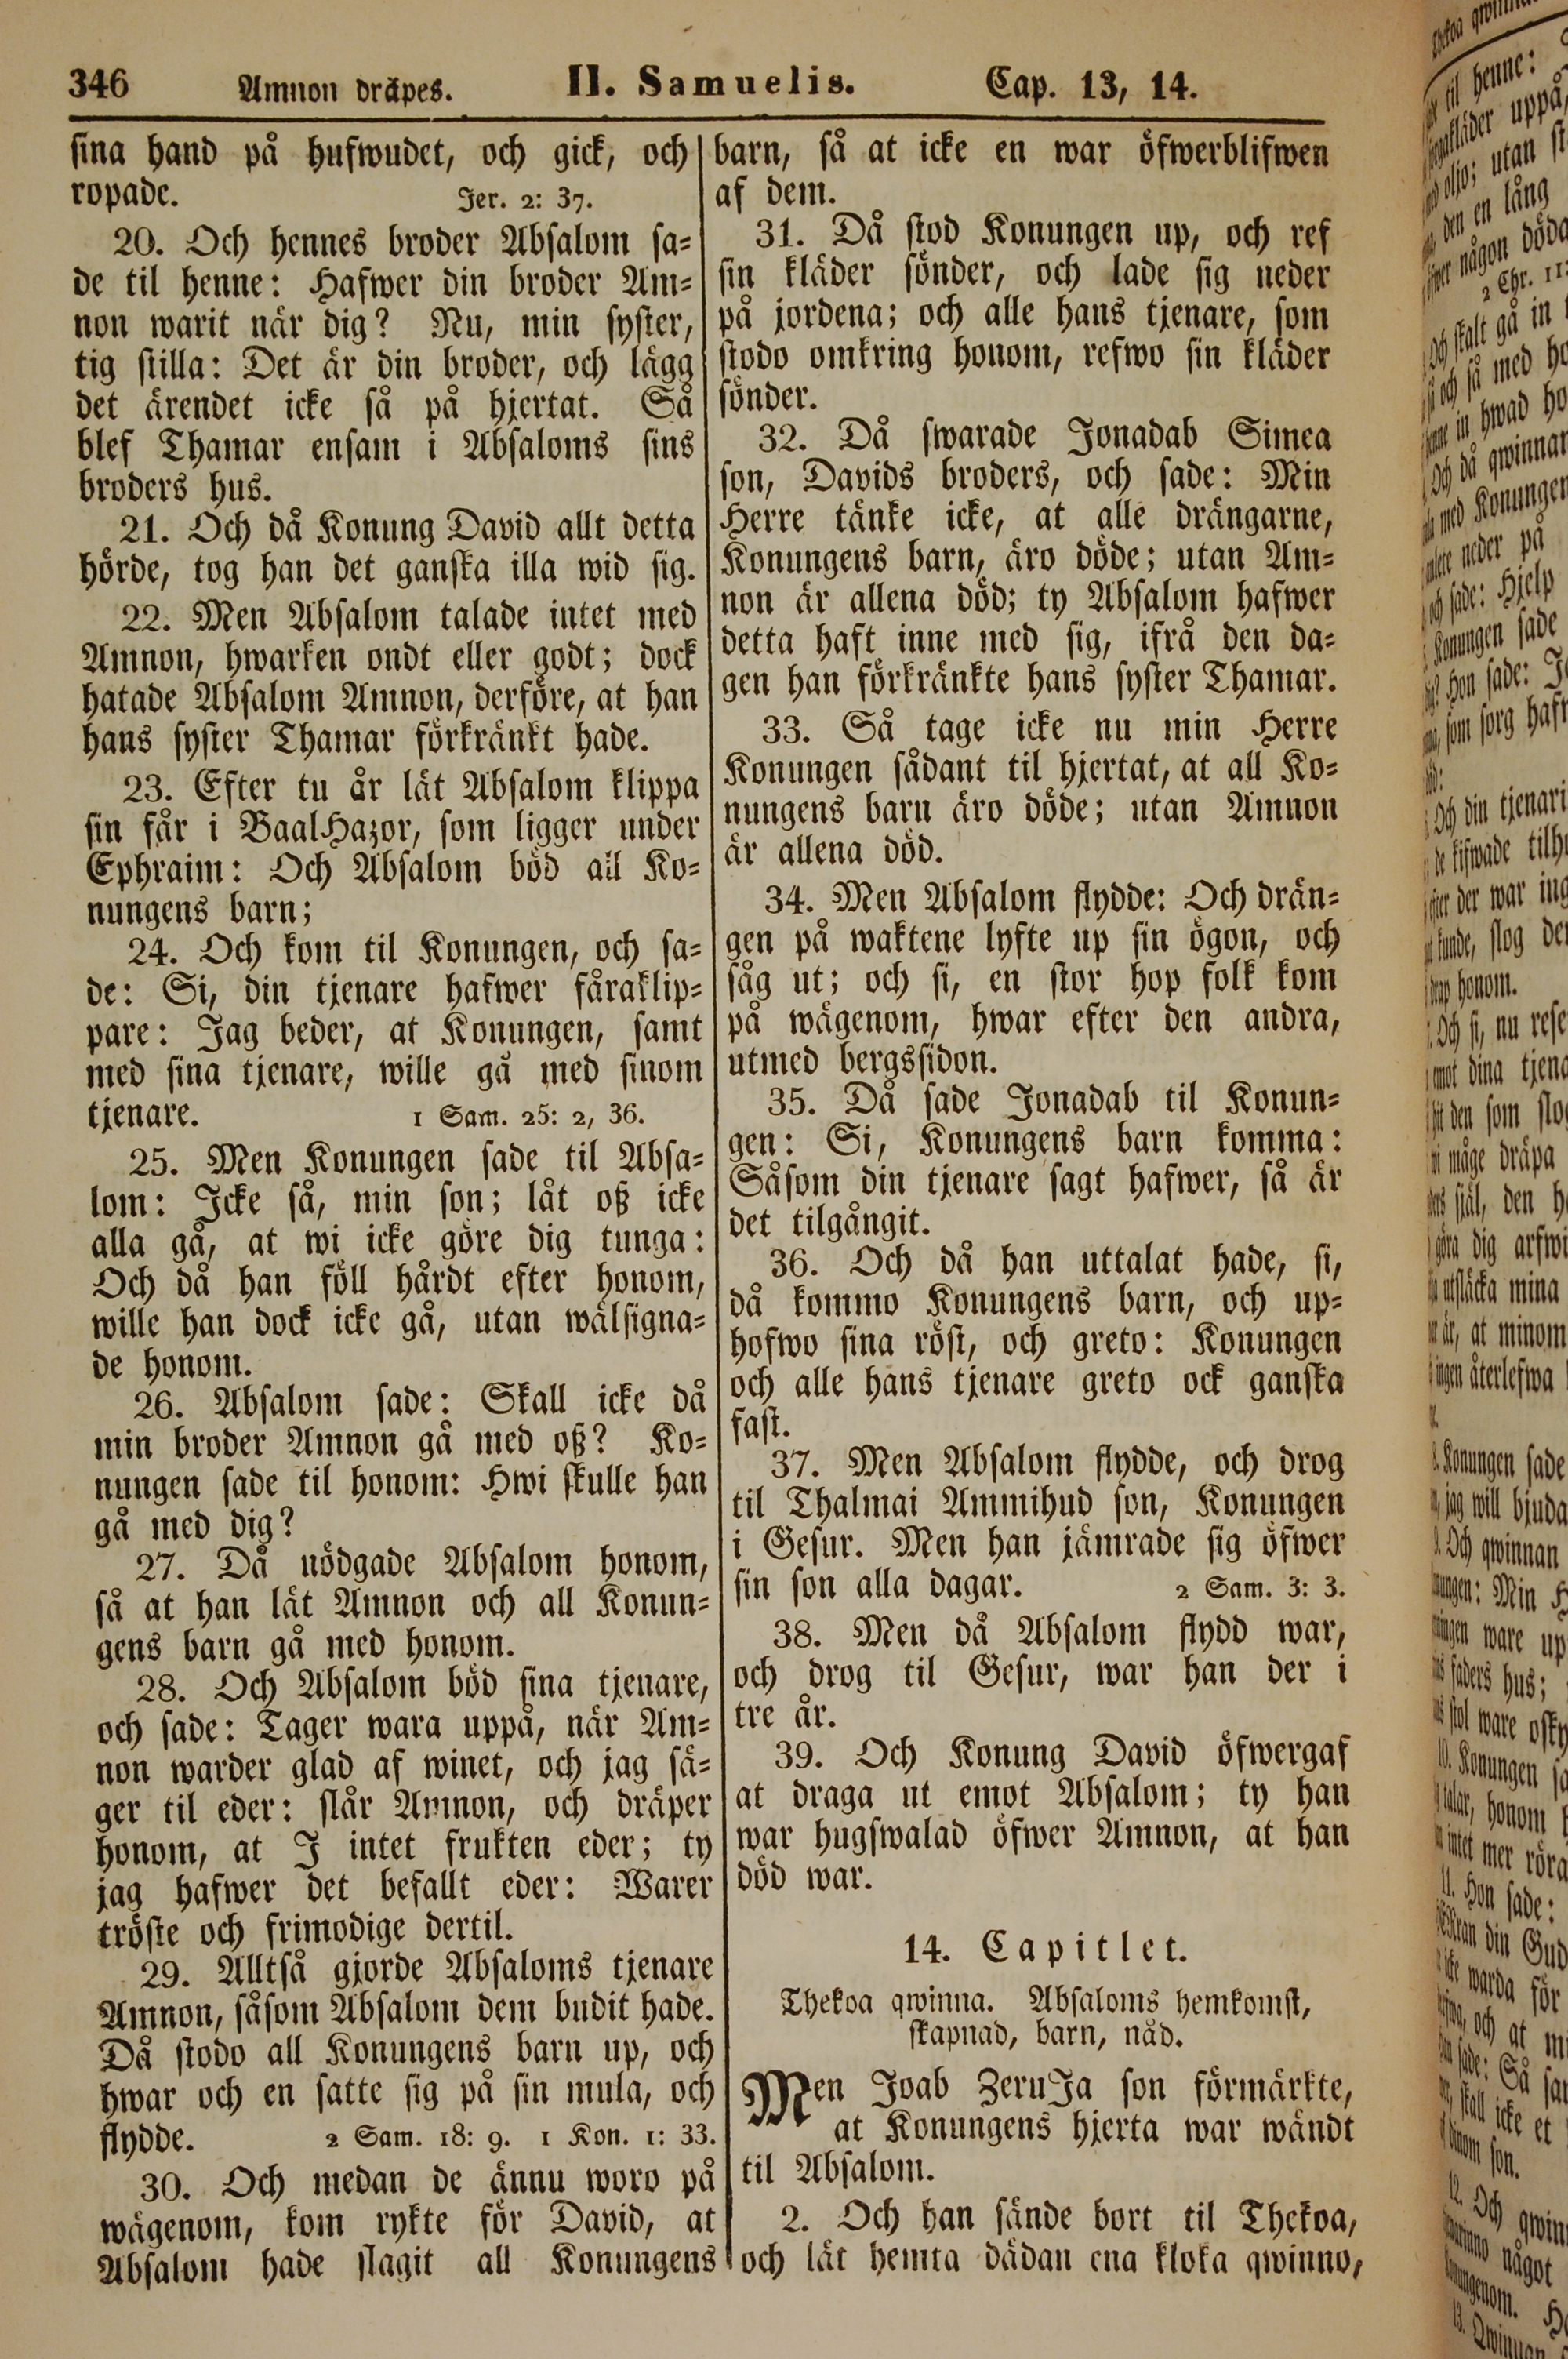 346 Amnon dräpes. II. Samuelis. Cap. 13, 14.
sina hand på hufwudet, och gick, och
ropade. Jer. 2: 37.
20. Och hennes broder Absalom sa-
de til henne: Hafwer din broder Am-
non warit när dig? Nu, min syster,
tig stilla: Det är din broder, och lägg
det ärendet icke så på hjertat. Så
blef Thamar ensam i Absaloms sins
broders hus.
21. Och då Konung David allt detta
hörde, tog han det ganska illa wid sig.
22. Men Absalom talade intet med
Amnon, hwarken ondt eller godt; dock
hatade Absalom Amnon, derföre, at han
hans syster Thamar förkränkt hade.
23. Efter tu år lät Absalom klippa
sin får i BaalHazor, som ligger under
Ephraim: Och Absalom böd all Ko-
nungens barn;
24. Och kom til Konungen, och sa-
de: Si, din tjenare hafwer fåraklip-
pare: Jag beder, at Konungen, samt
med sina tjenare, wille gå med sinom
tjenare. 1 Sam. 25: 2, 36.
25. Men Konungen sade til Absa-
lom: Icke så, min son; låt oß icke
alla gå, at wi icke göre dig tunga:
Och då han föll hårdt efter honom,
wille han dock icke gå, utan wälsigna-
de honom.
26. Absalom sade: Skall icke då
min broder Amnon gå med oß? Ko-
nungen sade til honom: Hwi skulle han
gå med dig?
27. Då nödgade Absalom honom,
så at han lät Amnon och all Konun-
gens barn gå med honom.
28. Och Absalom böd sina tjenare,
och sade: Tager wara uppå, när Am-
non warder glad af winet, och jag sä-
ger til eder: slår Amnon, och dräper
honom, at I intet frukten eder; ty
jag hafwer det befallt eder: Warer
tröste och frimodige dertil.
29. Alltså gjorde Absaloms tjenare
Amnon, såsom Absalom dem budit hade.
Då stodo all Konungens barn up, och
hwar och en satte sig på sin mula, och
flydde. 2 Sam. 18: 9. 1 Kon. 1: 33.
30. Och medan de ännu woro på
wägenom, kom rykte för David, at
Absalom hade slagit all Konungens
barn, så at icke en war öfwerblifwen
af dem.
31. Då stod Konungen up, och ref
sin kläder sönder, och lade sig neder
på jordena; och alle hans tjenare, som
stodo omkring honom, refwo sin kläder
sönder.
32. Då swarade Jonadab Simea
son, Davids broders, och sade: Min
Herre tänke icke, at alle drängarne,
Konungens barn, äro döde; utan Am-
non är allena död; ty Absalom hafwer
detta haft inne med sig, ifrå den da-
gen han förkränkte hans syster Thamar.
33. Så tage icke nu min Herre
Konungen sådant til hjertat, at all Ko-
nungens barn äro döde; utan Amnon
är allena död.
34. Men Absalom flydde: Och drän-
gen på waktene lyfte up sin ögon, och
såg ut; och si, en stor hop folk kom
på wägenom, hwar efter den andra,
utmed bergssidon.
35. Då sade Jonadab til Konun-
gen: Si, Konungens barn komma:
Såsom din tjenare sagt hafwer, så är
det tilgångit.
36. Och då han uttalat hade, si,
då kommo Konungens barn, och up-
hofwo sina röst, och greto: Konungen
och alle hans tjenare greto ock ganska
fast.
37. Men Absalom flydde, och drog
til Thalmai Ammihud son, Konungen
i Gesur. Men han jämrade sig öfwer
sin son alla dagar. 2 Sam. 3: 3.
38. Men då Absalom flydd war,
och drog til Gesur, war han der i
tre år.
39. Och Konung David öfwergaf
at draga ut emot Absalom; ty han
war hugswalad öfwer Amnon, at han
död war.
14. Capitlet.
Thekoa qwinna. Absaloms hemkomst,
skapnad, barn, nåd.
Men Joab ZeruJa son förmärkte,
at Konungens hjerta war wändt
til Absalom.
2. Och han sände bort til Thekoa,
och lät hemta dädan ena kloka qwinno,